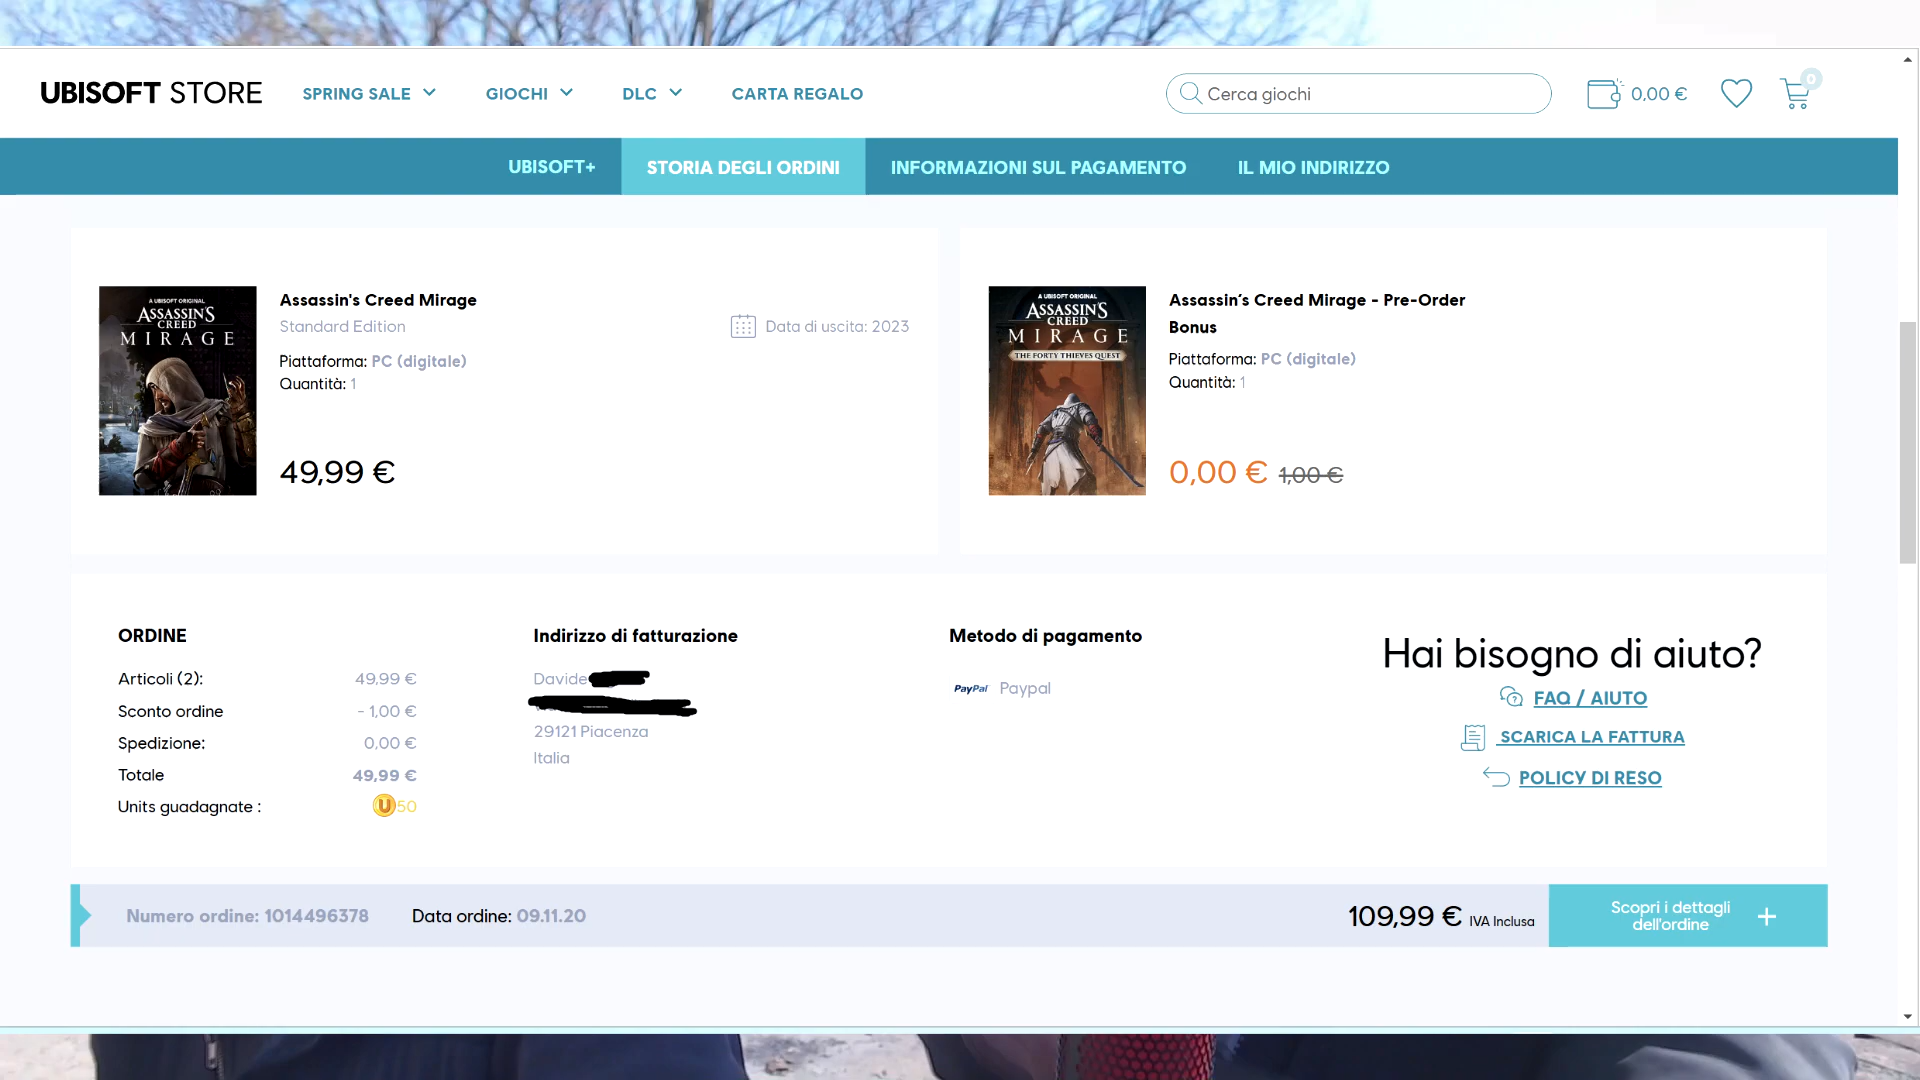 UBISOFT STORE
SPRING SALE
GIOCHI
DLC
CARTA REGALO
Cerca giochi
0,00 €
0
UBISOFT+
STORIA DEGLI ORDINI
INFORMAZIONI SUL PAGAMENTO
IL MIO INDIRIZZO
A UBISOFT ORIGINAL
ASSASSIN'S
CREED
MIRAGE
Assassin's Creed Mirage
Standard Edition
Data di uscita: 2023
Piattaforma: PC (digitale)
Quantità: 1
49,99 €
A UBISOFT ORIGINAL
ASSASSIN'S
CREED
MIRAGE
THE FORTY THIEVES QUEST
Assassin's Creed Mirage - Pre-Order
Bonus
Piattaforma: PC (digitale)
Quantità: 1
0,00 € 1,00 €
ORDINE
Articoli (2): 49,99 €
Sconto ordine - 1,00 €
Spedizione: 0,00 €
Totale 49,99 €
Units guadagnate : U 50
Indirizzo di fatturazione
Davide
29121 Piacenza
Italia
Metodo di pagamento
PayPal Paypal
Hai bisogno di aiuto?
FAQ / AIUTO
SCARICA LA FATTURA
POLICY DI RESO
Numero ordine: 1014496378
Data ordine: 09.11.20
109,99 € IVA Inclusa
Scopri i dettagli
dell'ordine
+